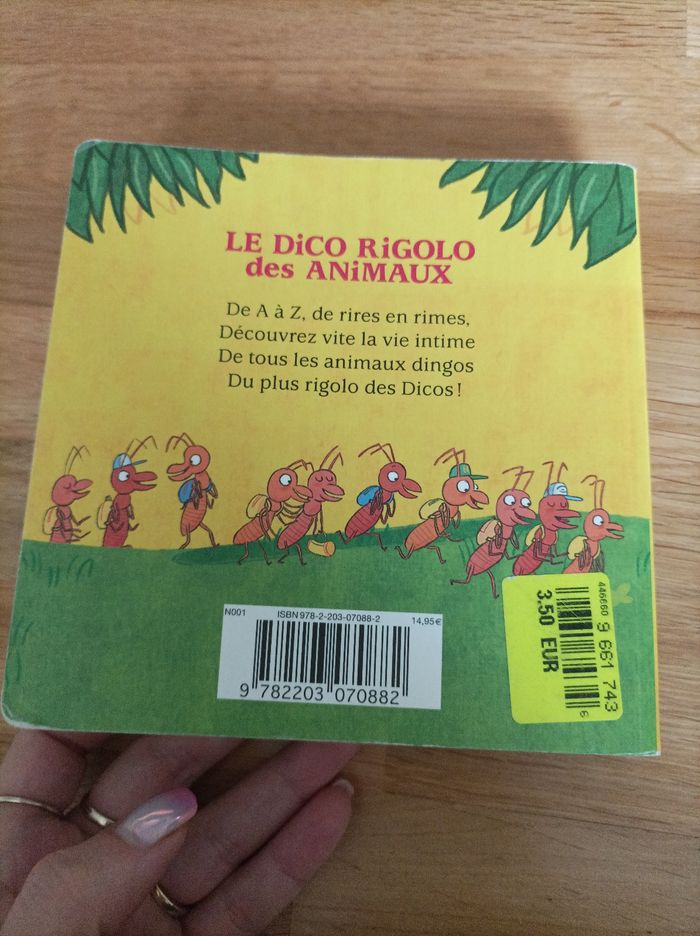 LE DiCO RiGOLO
des ANiMAUX
De A à Z, de rires en rimes,
Découvrez vite la vie intime
De tous les animaux dingos
Du plus rigolo des Dicos !
N001
ISBN 978-2-203-07088-2
14,95€
9 782203 070882
446660
9 661 743
3.50 EUR
€